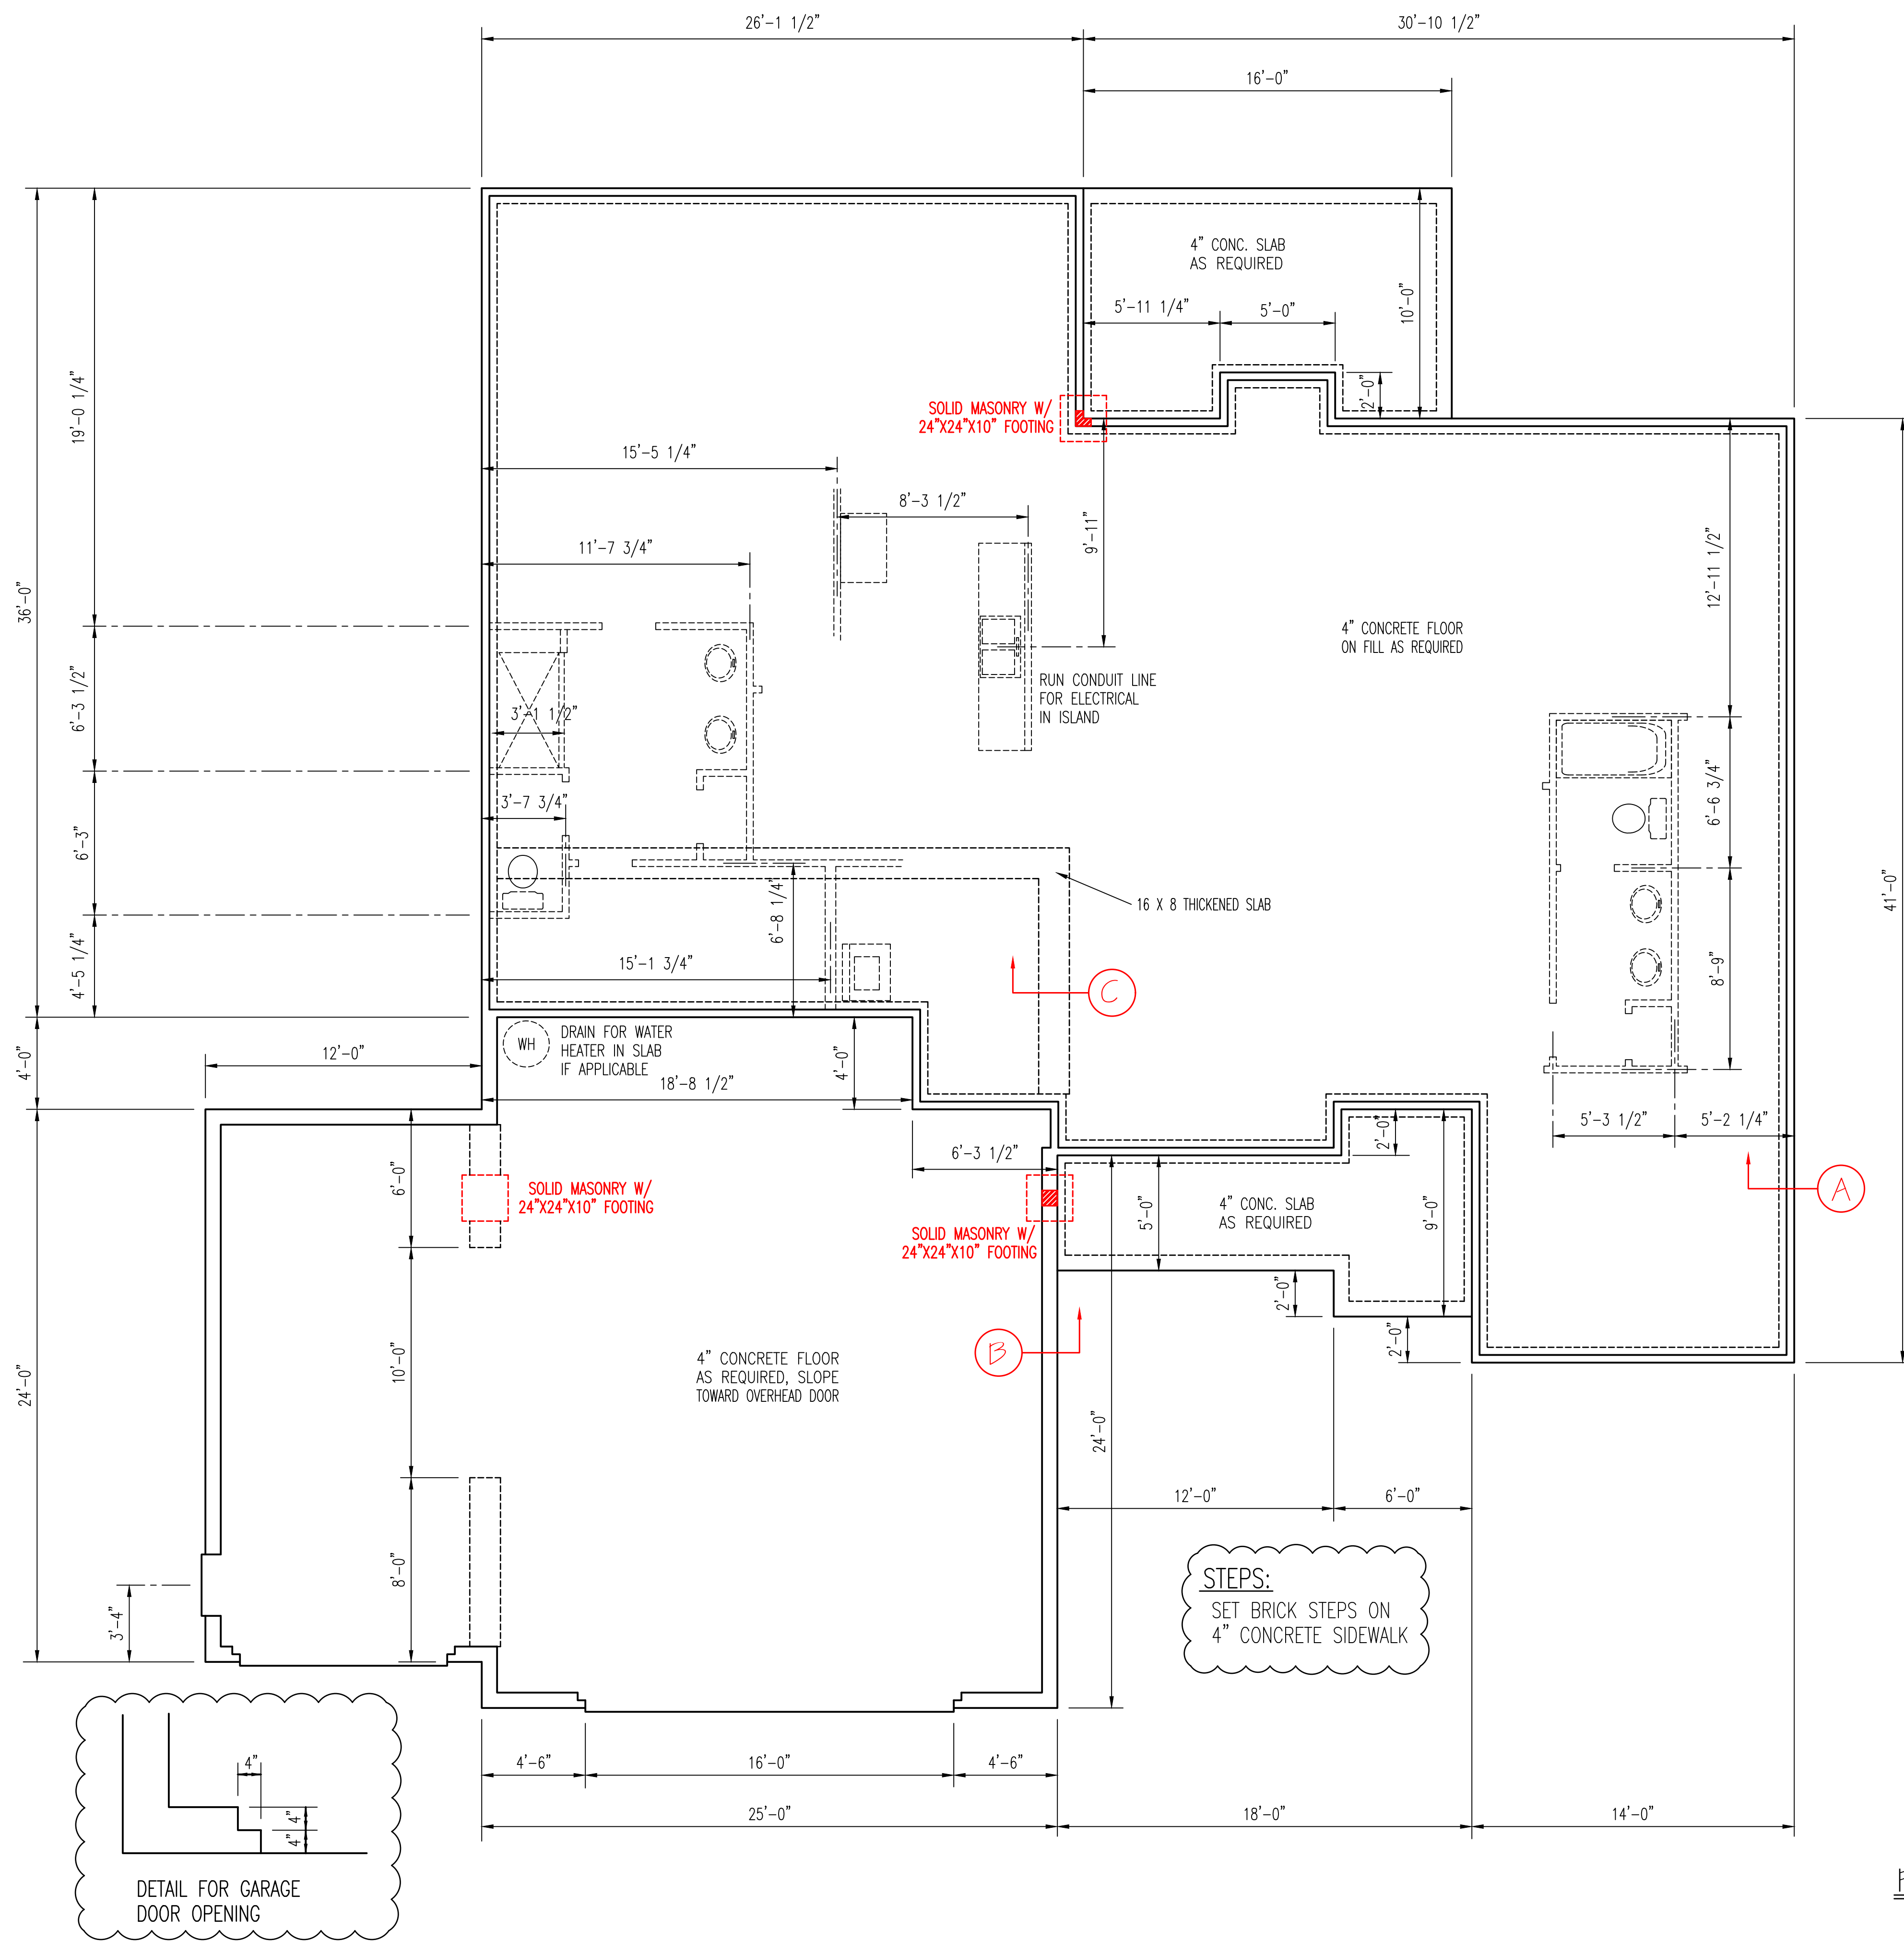 26'-1 1/2"
30'-10 1/2"
16'-0"
4" CONC. SLAB
AS REQUIRED
5'-11 1/4"
5'-0"
10'-0"
2'-0"
19'-0 1/4"
SOLID MASONRY W/
24"X24"X10" FOOTING
15'-5 1/4"
8'-3 1/2"
9'-11"
11'-7 3/4"
12'-11 1/2"
36'-0"
4" CONCRETE FLOOR
ON FILL AS REQUIRED
6'-3 1/2"
3'-1 1/2"
RUN CONDUIT LINE
FOR ELECTRICAL
IN ISLAND
6'-6 3/4"
3'-7 3/4"
6'-3"
6'-8 1/4"
16 X 8 THICKENED SLAB
41'-0"
4'-5 1/4"
15'-1 3/4"
C
8'-9"
4'-0"
12'-0"
WH
DRAIN FOR WATER
HEATER IN SLAB
IF APPLICABLE
18'-8 1/2"
4'-0"
5'-3 1/2"
5'-2 1/4"
2'-0"
6'-0"
6'-3 1/2"
SOLID MASONRY W/
24"X24"X10" FOOTING
5'-0"
4" CONC. SLAB
AS REQUIRED
9'-0"
A
SOLID MASONRY W/
24"X24"X10" FOOTING
2'-0"
2'-0"
B
10'-0"
4" CONCRETE FLOOR
AS REQUIRED, SLOPE
TOWARD OVERHEAD DOOR
24'-0"
24'-0"
12'-0"
6'-0"
8'-0"
3'-4"
STEPS:
SET BRICK STEPS ON
4" CONCRETE SIDEWALK
4'-6"
16'-0"
4'-6"
25'-0"
18'-0"
14'-0"
4"
4"
4"
DETAIL FOR GARAGE
DOOR OPENING